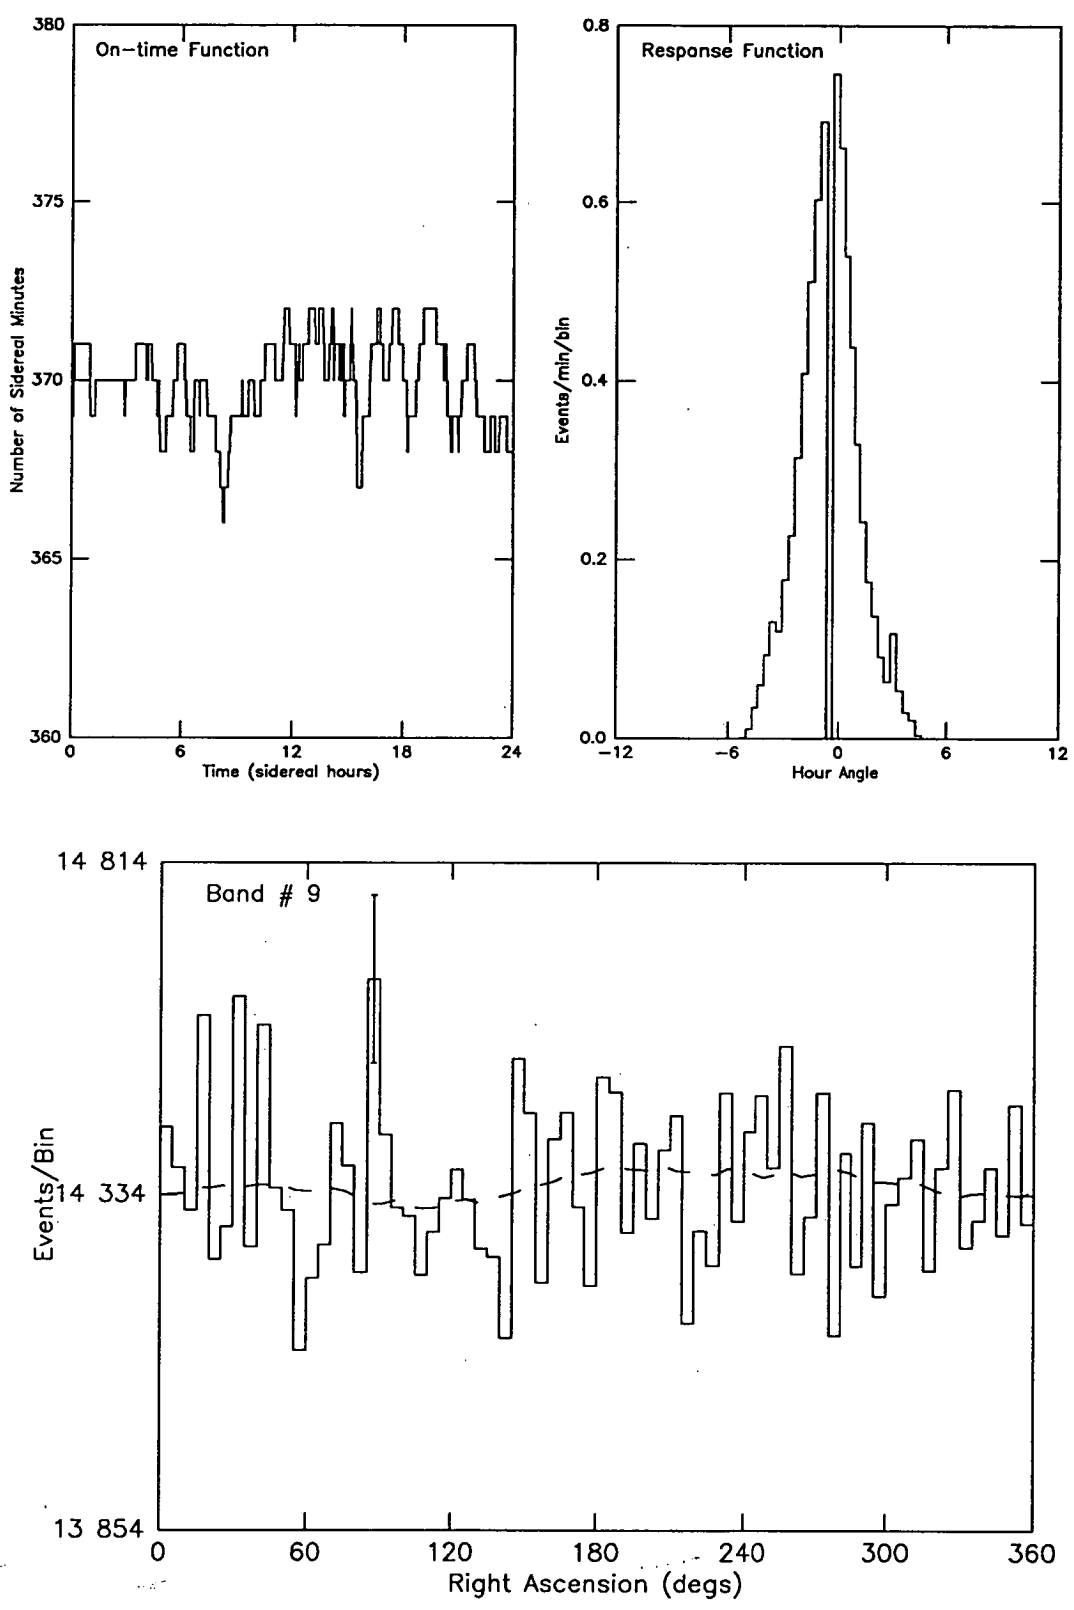 On-time Function
380
375
370
365
360
0 6 12 18 24
Number of Sidereal Minutes
Time (sidereal hours)
Response Function
0.8
0.6
0.4
0.2
0.0
-12 -6 0 6 12
Events/min/bin
Hour Angle
Band # 9
14 814
14 334
13 854
0 60 120 180 240 300 360
Events/Bin
Right Ascension (degs)